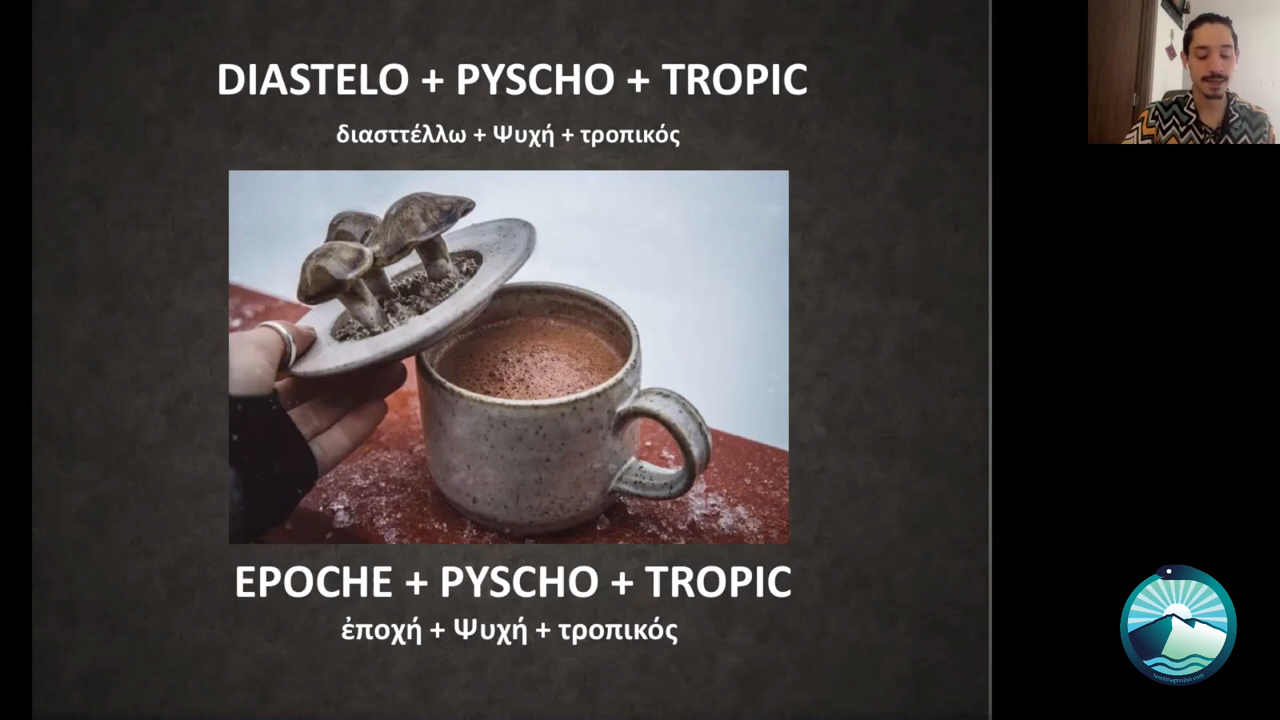 DIASTELO + PYSCHO + TROPIC
διασττέλλω + Ψυχή + τροπικός
EPOCHE + PYSCHO + TROPIC
ἐποχή + Ψυχή + τροπικός